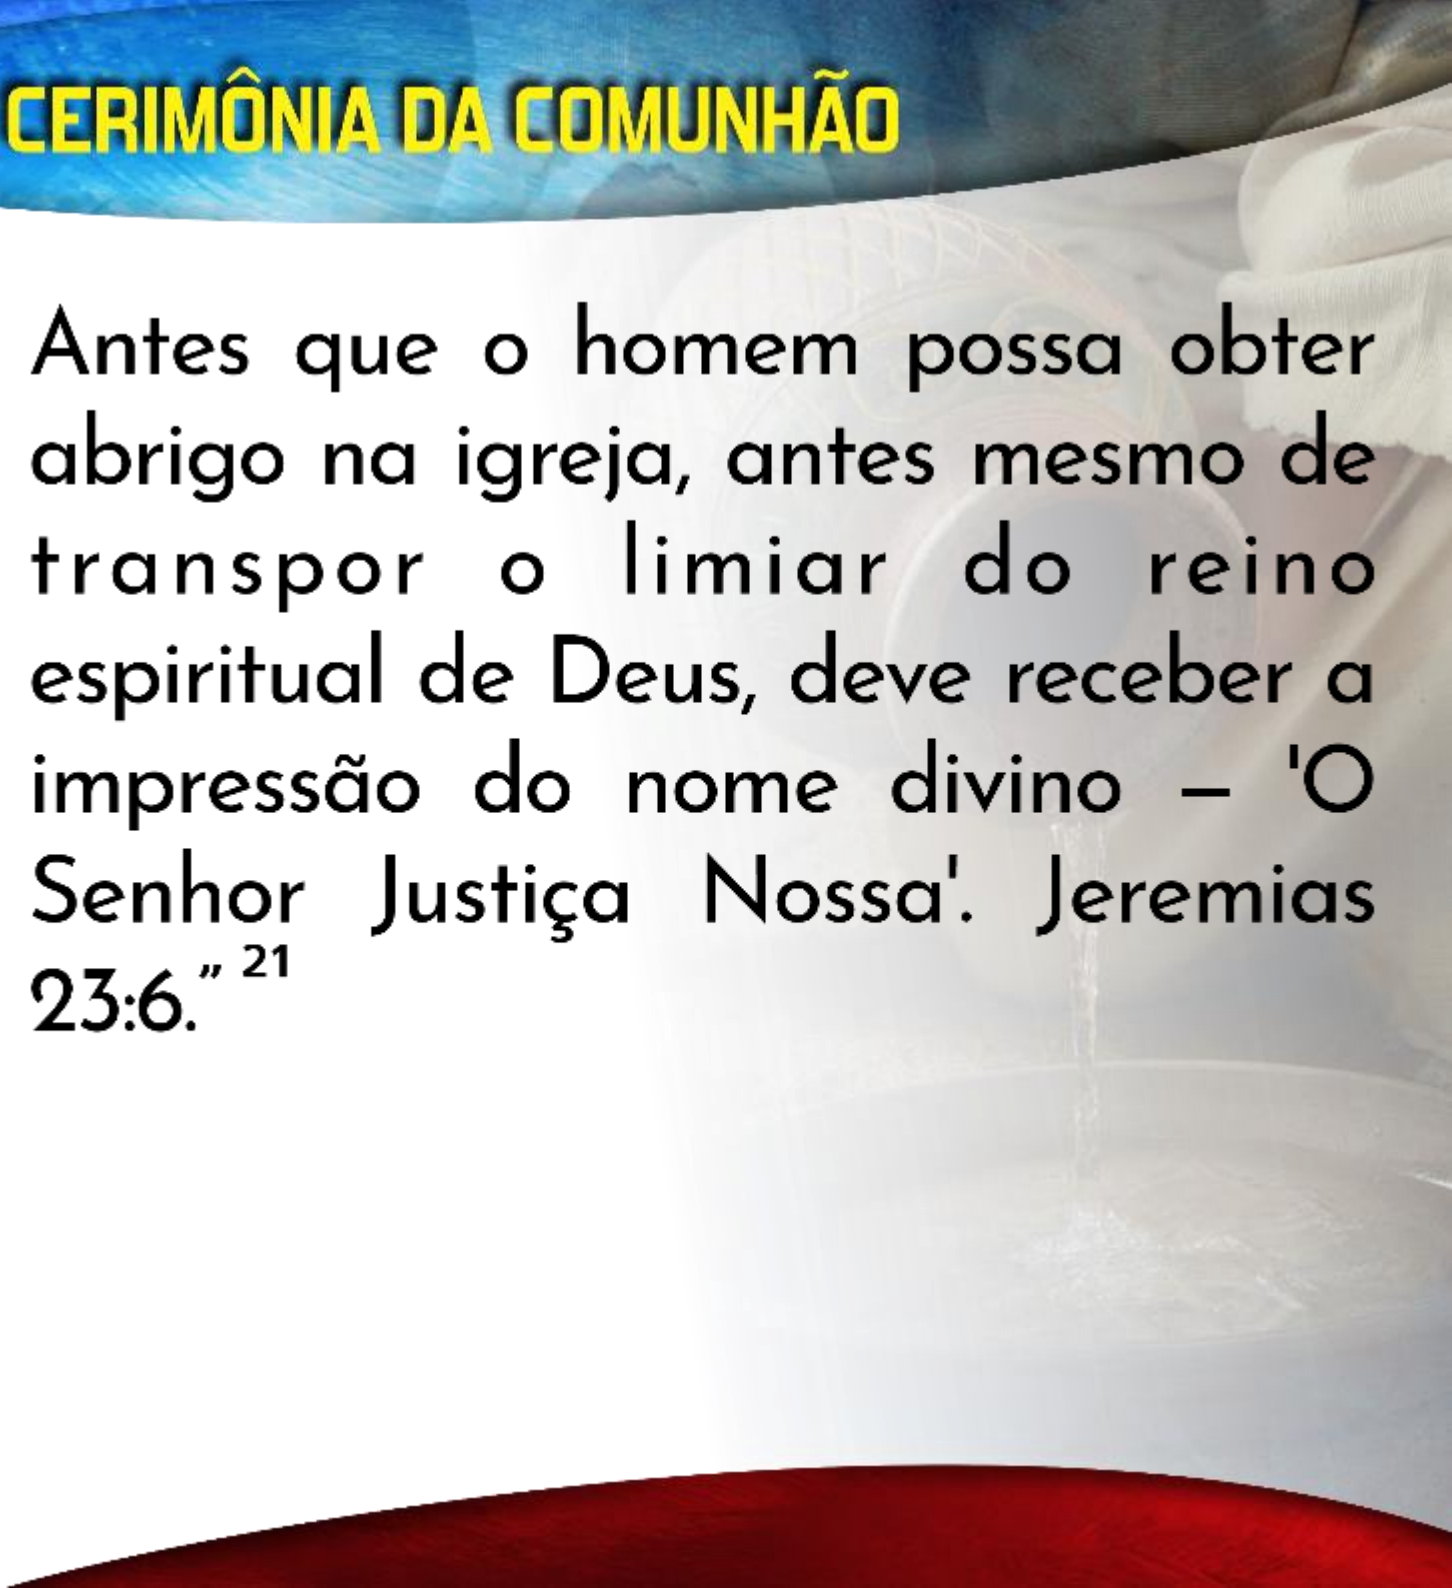 CERIMÔNIA DA COMUNHÃO
Antes que o homem possa obter
abrigo na igreja, antes mesmo de
transpor o limiar do reino
espiritual de Deus, deve receber a
impressão do nome divino – 'O
Senhor Justiça Nossa'. Jeremias
23:6.” 21